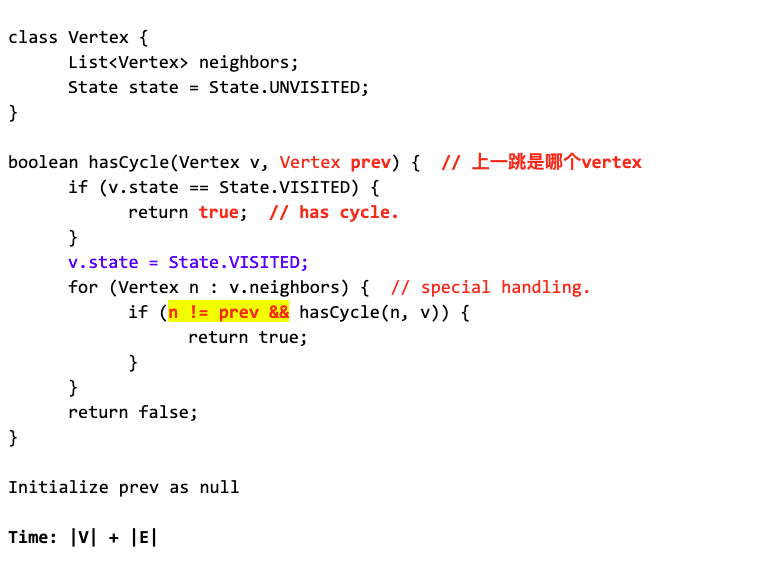 class Vertex {
List<Vertex> neighbors;
State state = State.UNVISITED;
}
boolean hasCycle(Vertex v, Vertex prev) { // 上一跳是哪个vertex
if (v.state == State.VISITED) {
return true; // has cycle.
}
v.state = State.VISITED;
for (Vertex n : v.neighbors) { // special handling.
if (n != prev && hasCycle(n, v)) {
return true;
}
}
return false;
}
Initialize prev as null
Time: |V| + |E|